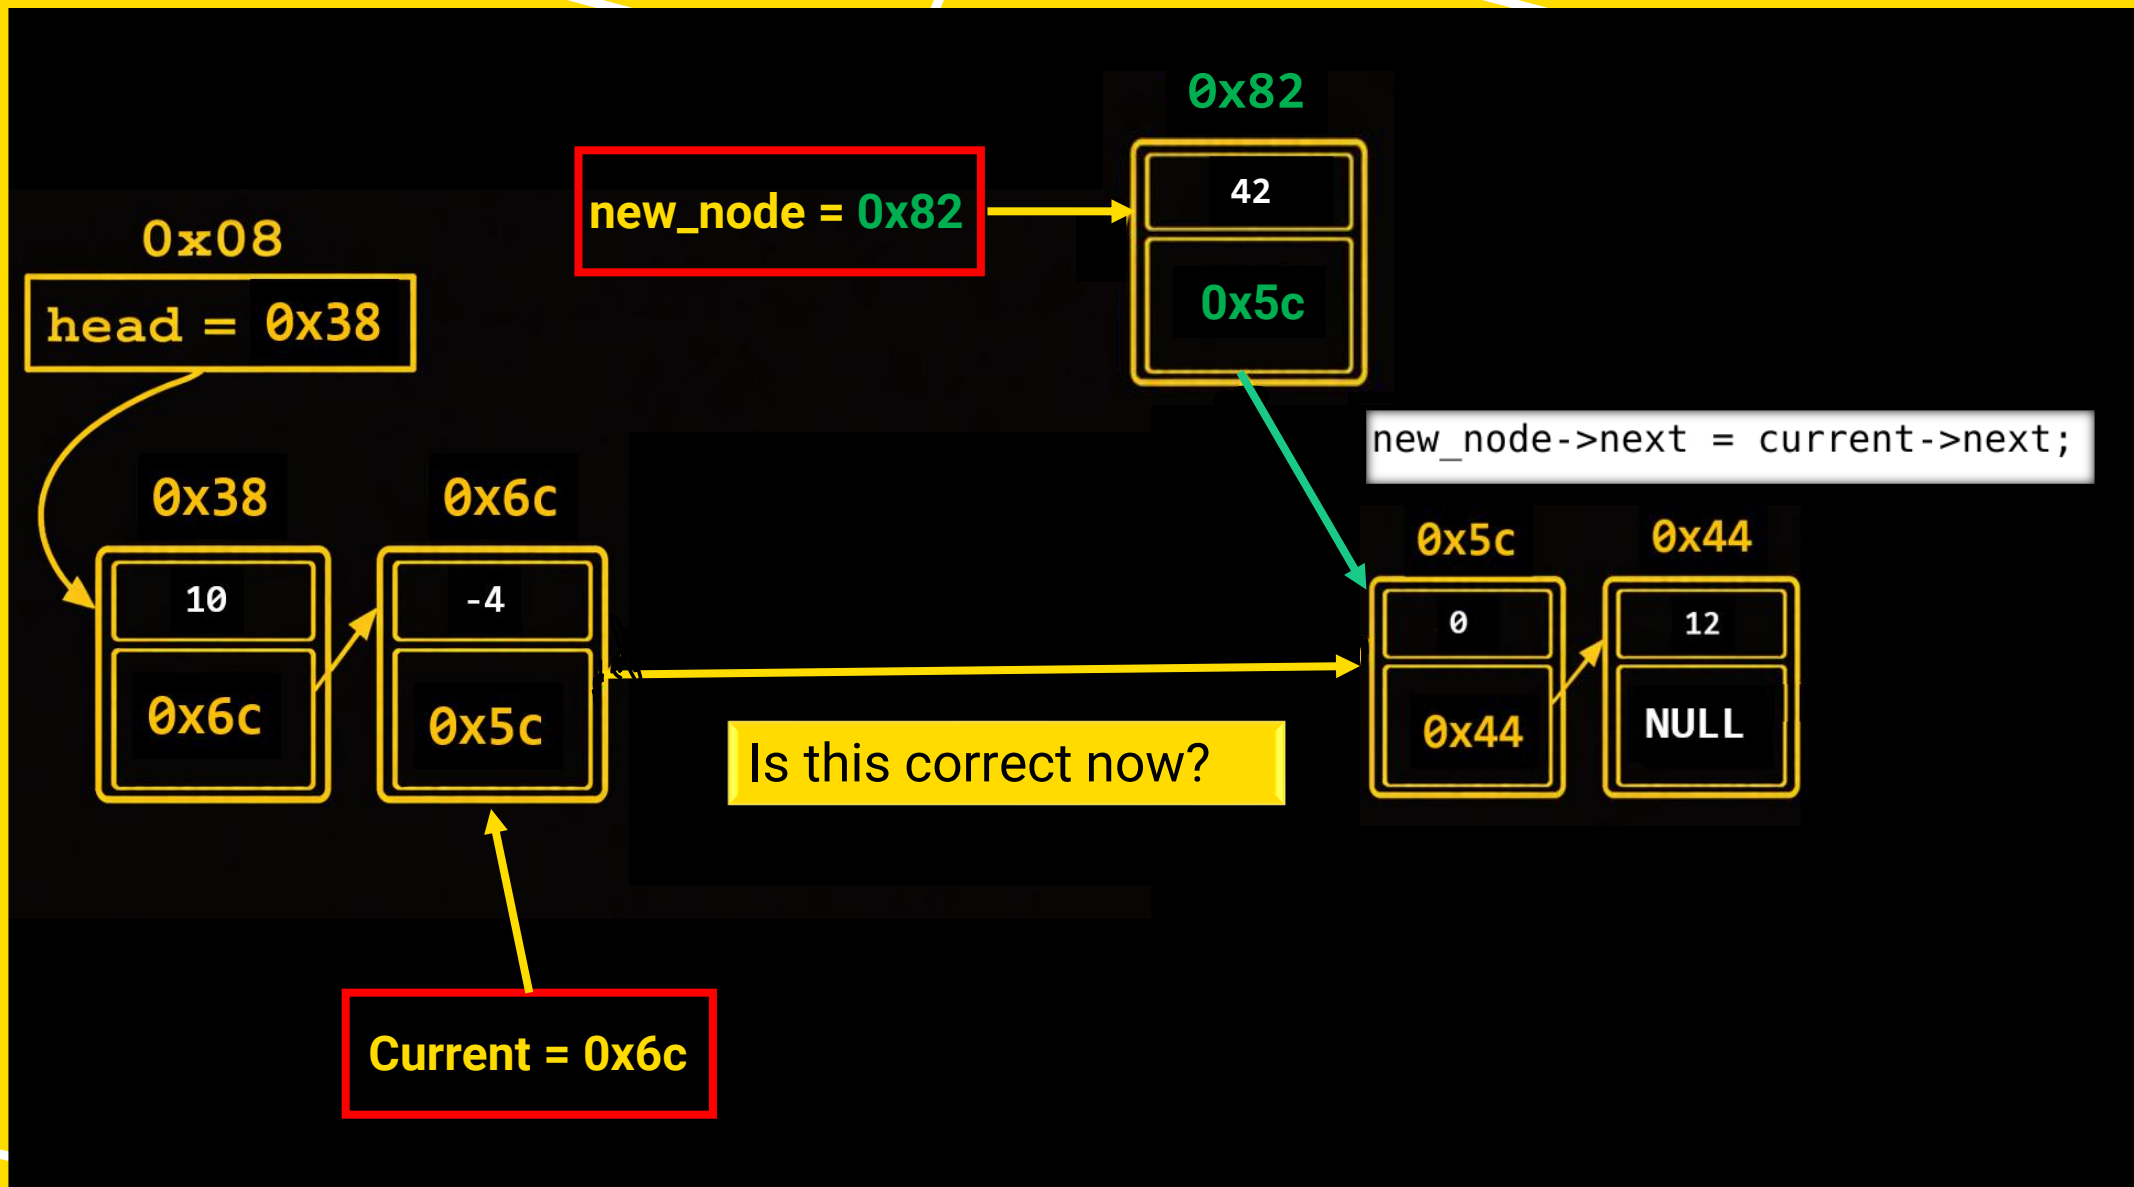 0x82
42
new_node = 0x82
0x5c
0x08
head = 0x38
new_node->next = current->next;
0x38
0x6c
0x5c
0x44
10
-4
0
12
0x6c
0x5c
0x44
NULL
Is this correct now?
Current = 0x6c